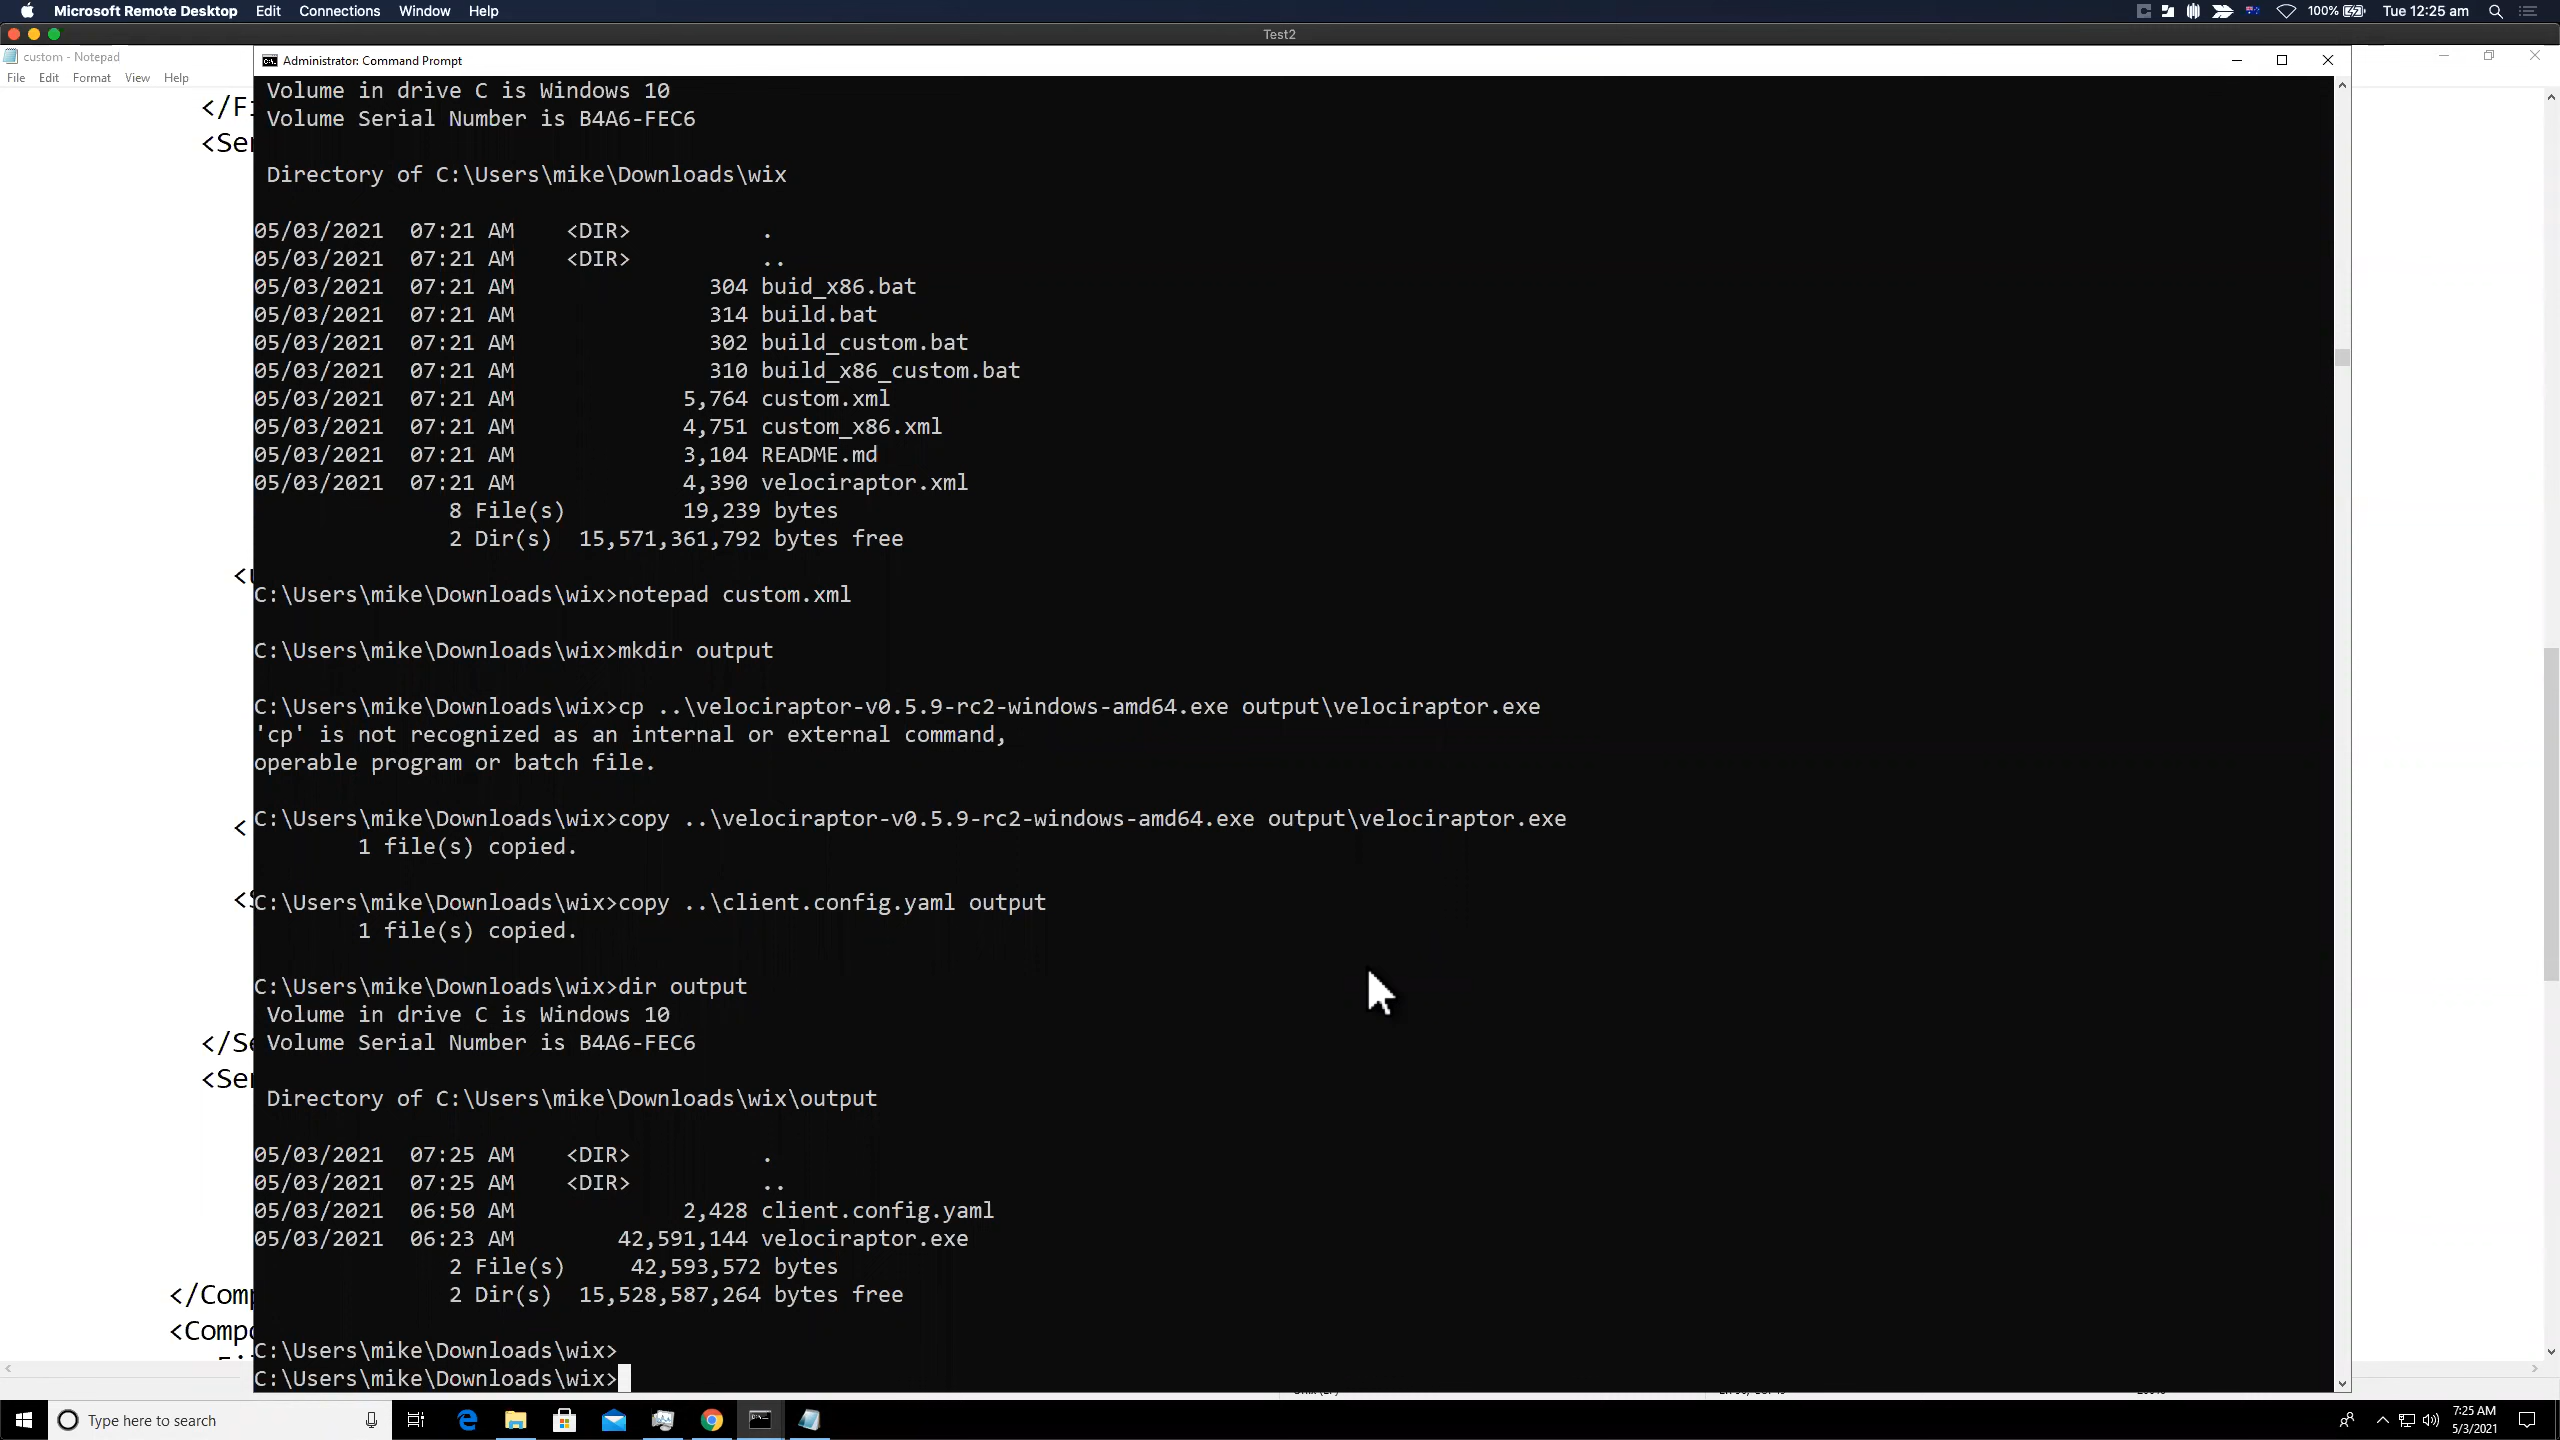 Microsoft Remote Desktop Edit Connections Window Help 100% Tue 12:25 am
Test2
custom - Notepad
Administrator: Command Prompt
File Edit Format View Help
Volume in drive C is Windows 10
Volume Serial Number is B4A6-FEC6
Directory of C:\Users\mike\Downloads\wix
05/03/2021 07:21 AM <DIR> .
05/03/2021 07:21 AM <DIR> ..
05/03/2021 07:21 AM 304 buid_x86.bat
05/03/2021 07:21 AM 314 build.bat
05/03/2021 07:21 AM 302 build_custom.bat
05/03/2021 07:21 AM 310 build_x86_custom.bat
05/03/2021 07:21 AM 5,764 custom.xml
05/03/2021 07:21 AM 4,751 custom_x86.xml
05/03/2021 07:21 AM 3,104 README.md
05/03/2021 07:21 AM 4,390 velociraptor.xml
8 File(s) 19,239 bytes
2 Dir(s) 15,571,361,792 bytes free
C:\Users\mike\Downloads\wix>notepad custom.xml
C:\Users\mike\Downloads\wix>mkdir output
C:\Users\mike\Downloads\wix>cp ..\velociraptor-v0.5.9-rc2-windows-amd64.exe output\velociraptor.exe
'cp' is not recognized as an internal or external command,
operable program or batch file.
C:\Users\mike\Downloads\wix>copy ..\velociraptor-v0.5.9-rc2-windows-amd64.exe output\velociraptor.exe
1 file(s) copied.
C:\Users\mike\Downloads\wix>copy ..\client.config.yaml output
1 file(s) copied.
C:\Users\mike\Downloads\wix>dir output
Volume in drive C is Windows 10
Volume Serial Number is B4A6-FEC6
Directory of C:\Users\mike\Downloads\wix\output
05/03/2021 07:25 AM <DIR> .
05/03/2021 07:25 AM <DIR> ..
05/03/2021 06:50 AM 2,428 client.config.yaml
05/03/2021 06:23 AM 42,591,144 velociraptor.exe
2 File(s) 42,593,572 bytes
2 Dir(s) 15,528,587,264 bytes free
C:\Users\mike\Downloads\wix>
C:\Users\mike\Downloads\wix>
Type here to search
7:25 AM
5/3/2021